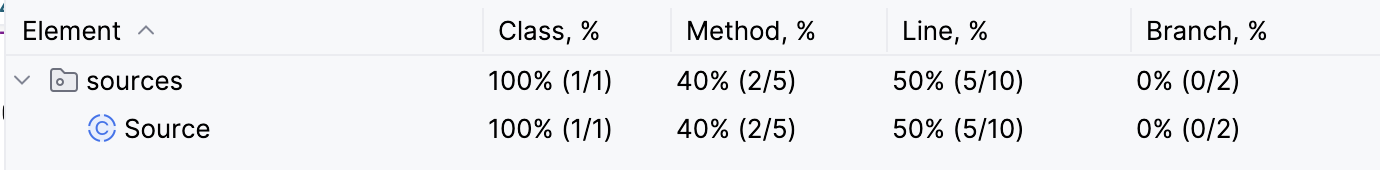 Element Class, % Method, % Line, % Branch, %
sources 100% (1/1) 40% (2/5) 50% (5/10) 0% (0/2)
Source 100% (1/1) 40% (2/5) 50% (5/10) 0% (0/2)